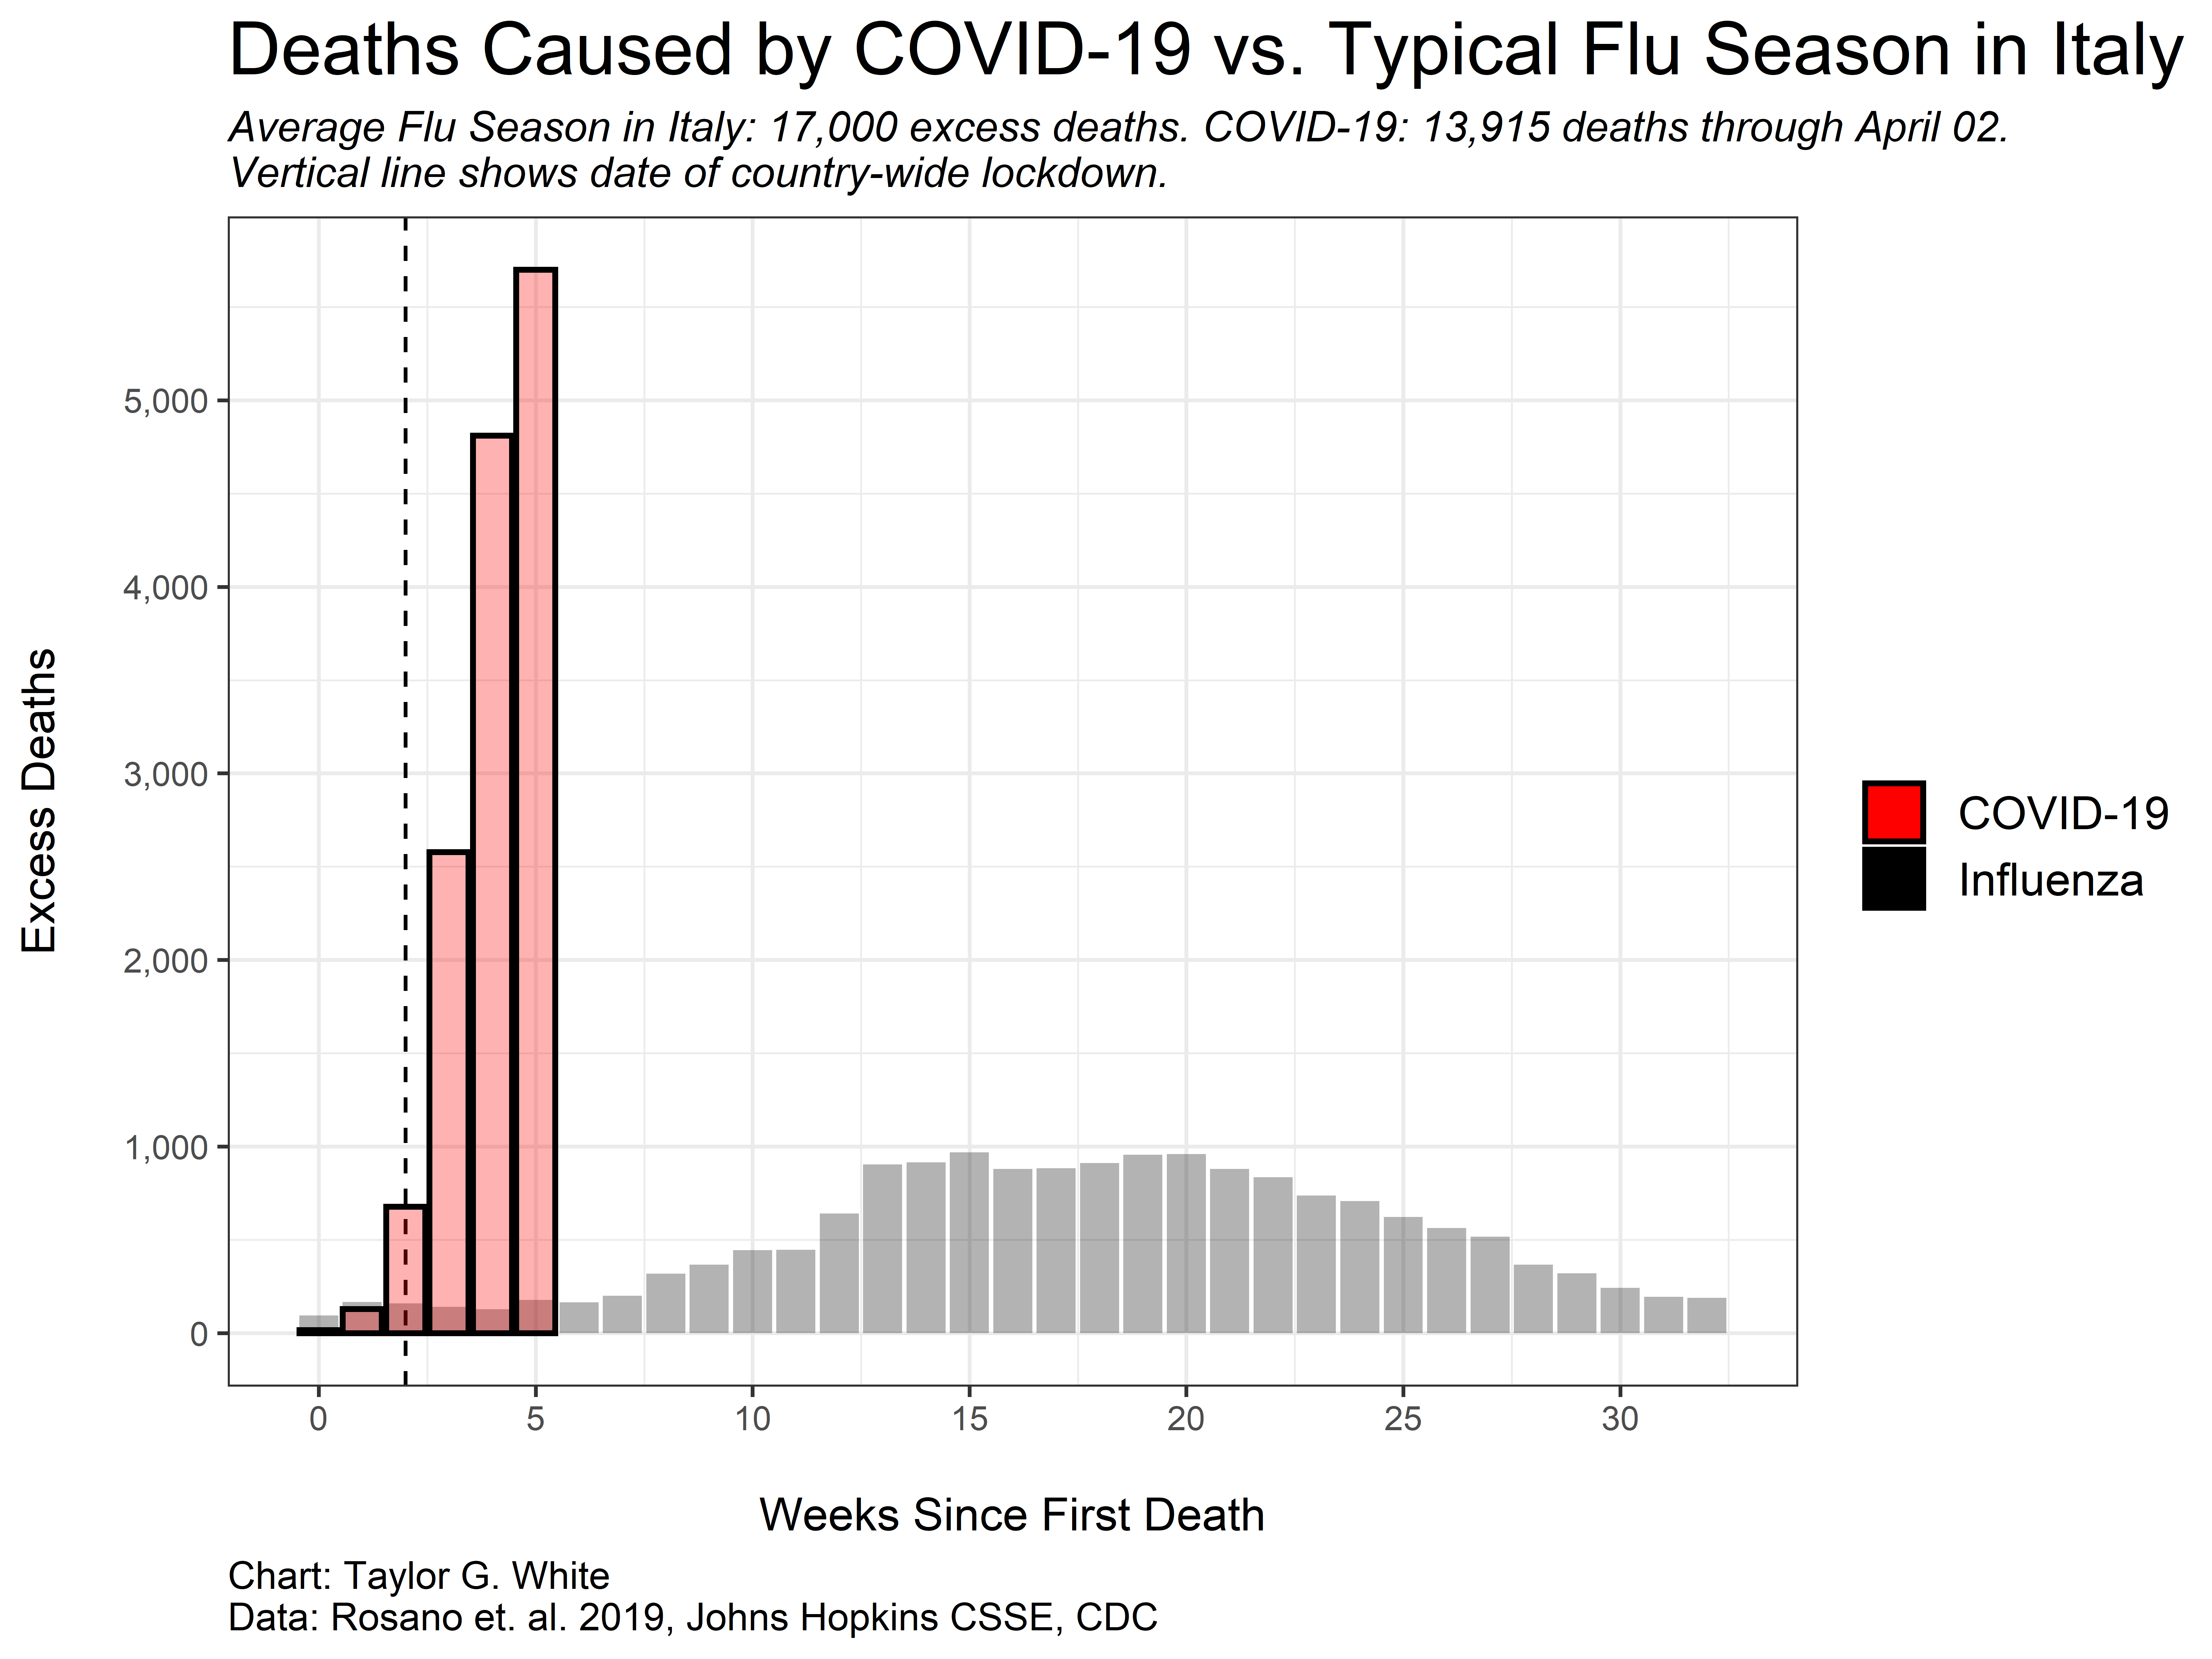 Deaths Caused by COVID-19 vs. Typical Flu Season in Italy
Average Flu Season in Italy: 17,000 excess deaths. COVID-19: 13,915 deaths through April 02.
Vertical line shows date of country-wide lockdown.
Excess Deaths
5,000
4,000
3,000
2,000
1,000
0
COVID-19
Influenza
0 5 10 15 20 25 30
Weeks Since First Death
Chart: Taylor G. White
Data: Rosano et. al. 2019, Johns Hopkins CSSE, CDC